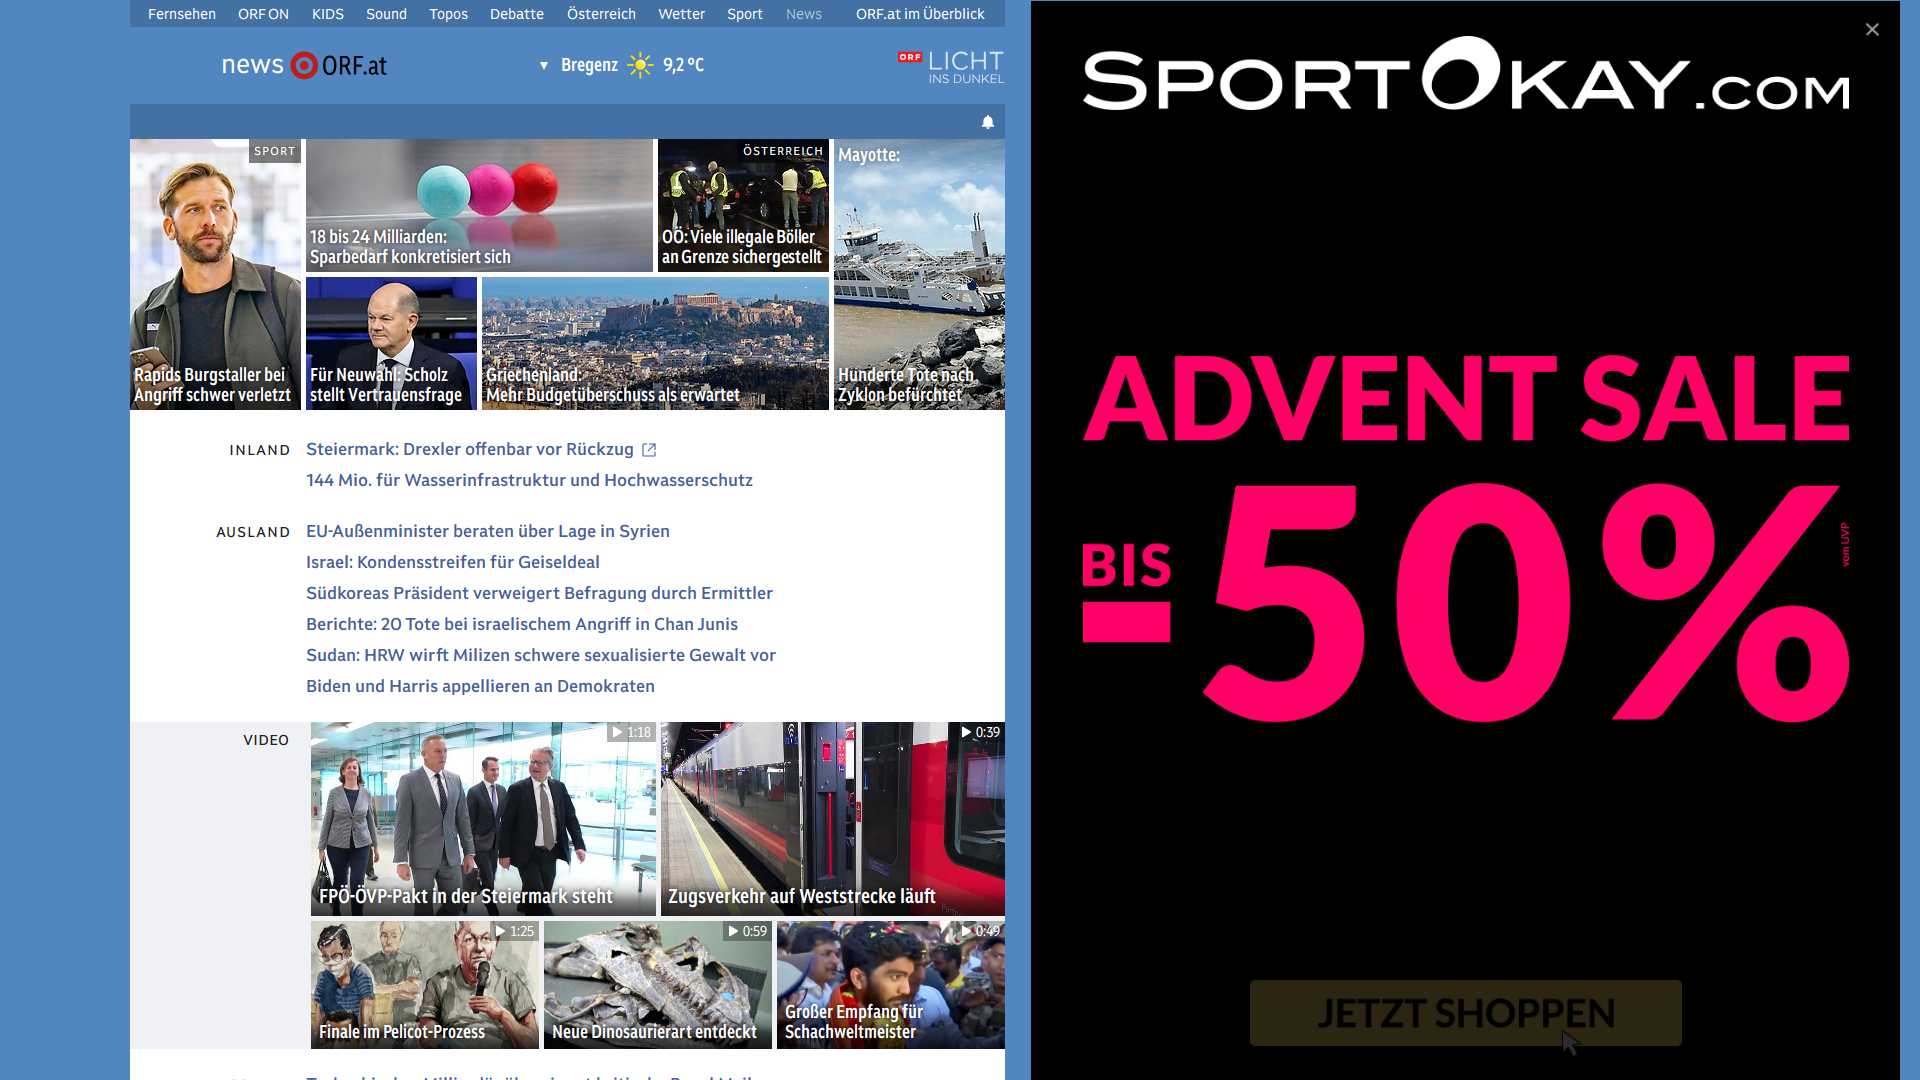 Fernsehen ORF ON KIDS Sound Topos Debatte Österreich Wetter Sport News ORF.at im Überblick
news ORF.at
Bregenz 9,2 °C
ORF LICHT
INS DUNKEL
SPORT
Rapids Burgstaller bei
Angriff schwer verletzt
18 bis 24 Milliarden:
Sparbedarf konkretisiert sich
ÖSTERREICH
OÖ: Viele illegale Böller
an Grenze sichergestellt
Mayotte:
Hunderte Tote nach
Zyklon befürchtet
Für Neuwahl: Scholz
stellt Vertrauensfrage
Griechenland:
Mehr Budgetüberschuss als erwartet
INLAND
Steiermark: Drexler offenbar vor Rückzug
144 Mio. für Wasserinfrastruktur und Hochwasserschutz
AUSLAND
EU-Außenminister beraten über Lage in Syrien
Israel: Kondensstreifen für Geiseldeal
Südkoreas Präsident verweigert Befragung durch Ermittler
Berichte: 20 Tote bei israelischem Angriff in Chan Junis
Sudan: HRW wirft Milizen schwere sexualisierte Gewalt vor
Biden und Harris appellieren an Demokraten
VIDEO
1:18
FPÖ-ÖVP-Pakt in der Steiermark steht
0:39
Zugsverkehr auf Weststrecke läuft
1:25
Finale im Pelicot-Prozess
0:59
Neue Dinosaurierart entdeckt
0:49
Großer Empfang für
Schachweltmeister
SPORTOKAY.COM
ADVENT SALE
BIS
-50%
vom UVP
JETZT SHOPPEN